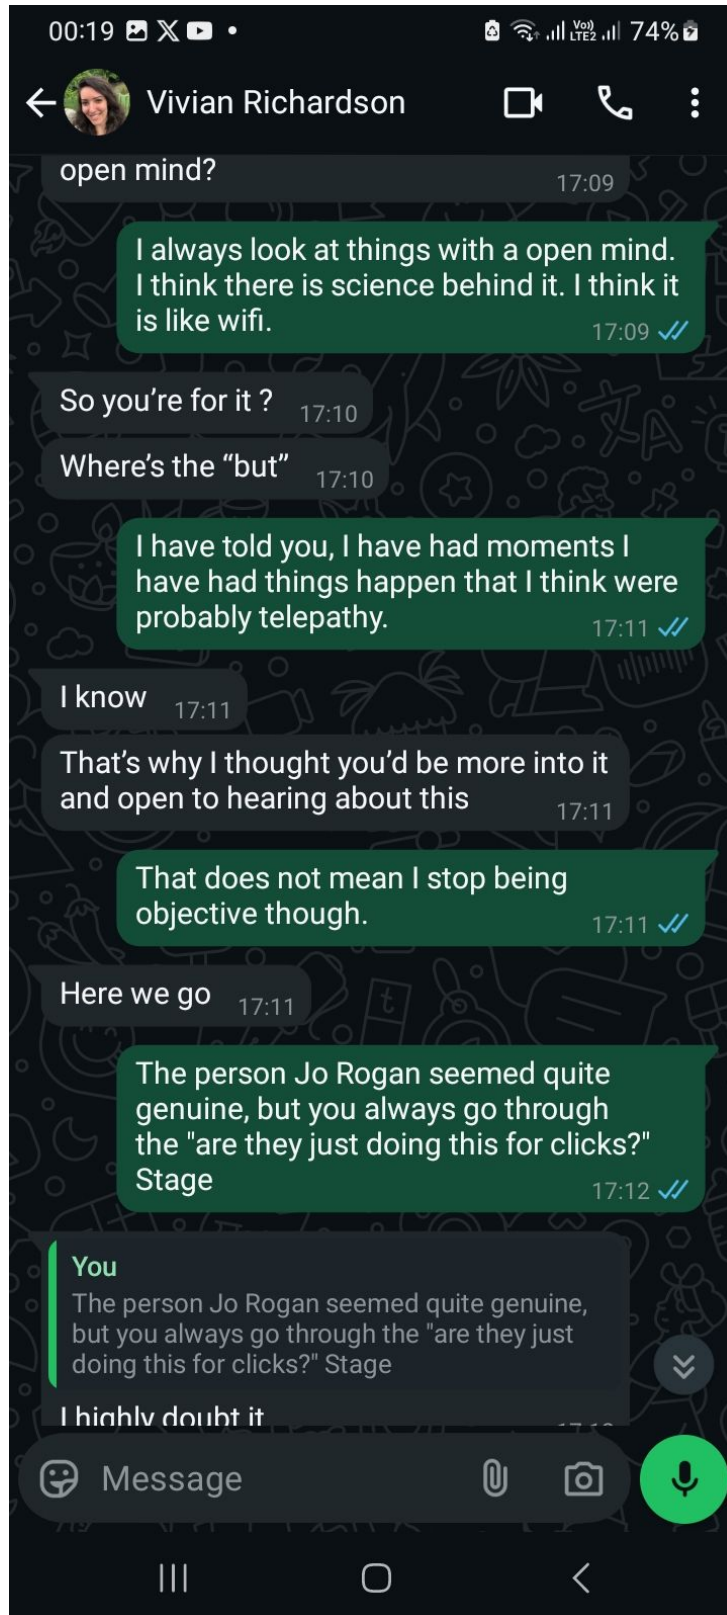 00:19
LTE2 74%
Vivian Richardson
open mind?
17:09
I always look at things with a open mind.
I think there is science behind it. I think it
is like wifi.
17:09
So you’re for it ?
17:10
Where’s the “but”
17:10
I have told you, I have had moments I
have had things happen that I think were
probably telepathy.
17:11
I know
17:11
That’s why I thought you’d be more into it
and open to hearing about this
17:11
That does not mean I stop being
objective though.
17:11
Here we go
17:11
The person Jo Rogan seemed quite
genuine, but you always go through
the "are they just doing this for clicks?"
Stage
17:12
You
The person Jo Rogan seemed quite genuine,
but you always go through the "are they just
doing this for clicks?" Stage
I highly doubt it
Message